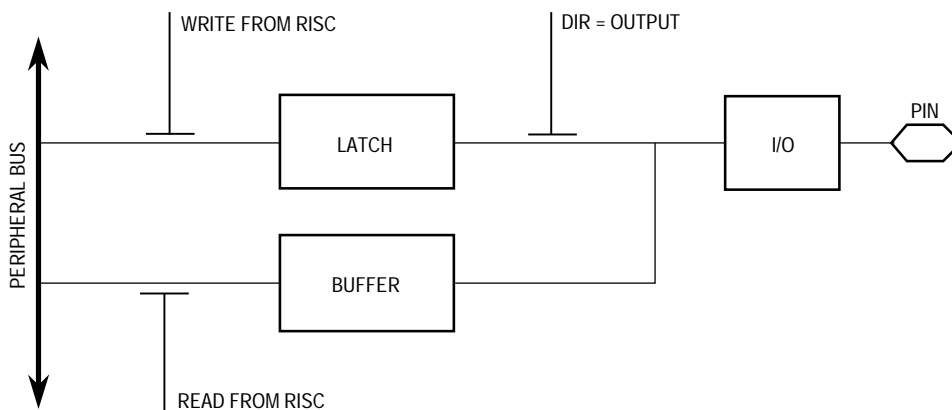 WRITE FROM RISC
DIR = OUTPUT
PIN
LATCH
I/O
PERIPHERAL BUS
BUFFER
READ FROM RISC